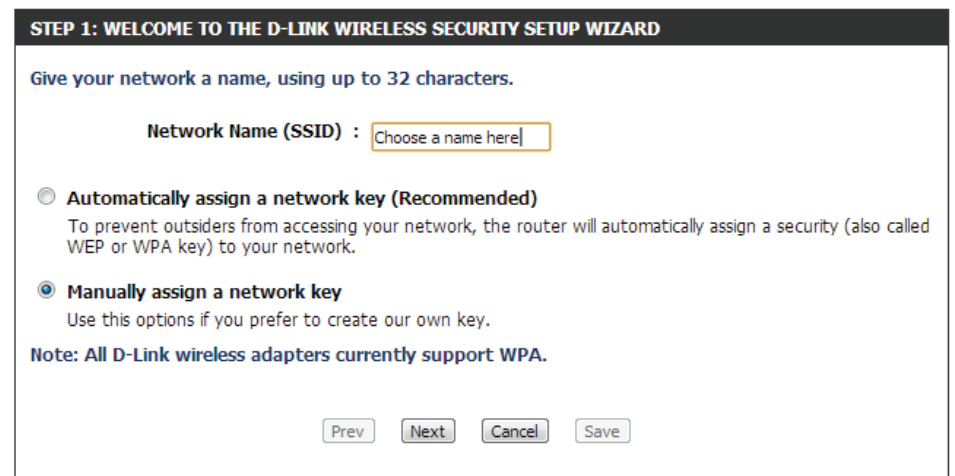 STEP 1: WELCOME TO THE D-LINK WIRELESS SECURITY SETUP WIZARD
Give your network a name, using up to 32 characters.
Network Name (SSID) : Choose a name here
Automatically assign a network key (Recommended)
To prevent outsiders from accessing your network, the router will automatically assign a security (also called
WEP or WPA key) to your network.
Manually assign a network key
Use this options if you prefer to create our own key.
Note: All D-Link wireless adapters currently support WPA.
Prev Next Cancel Save